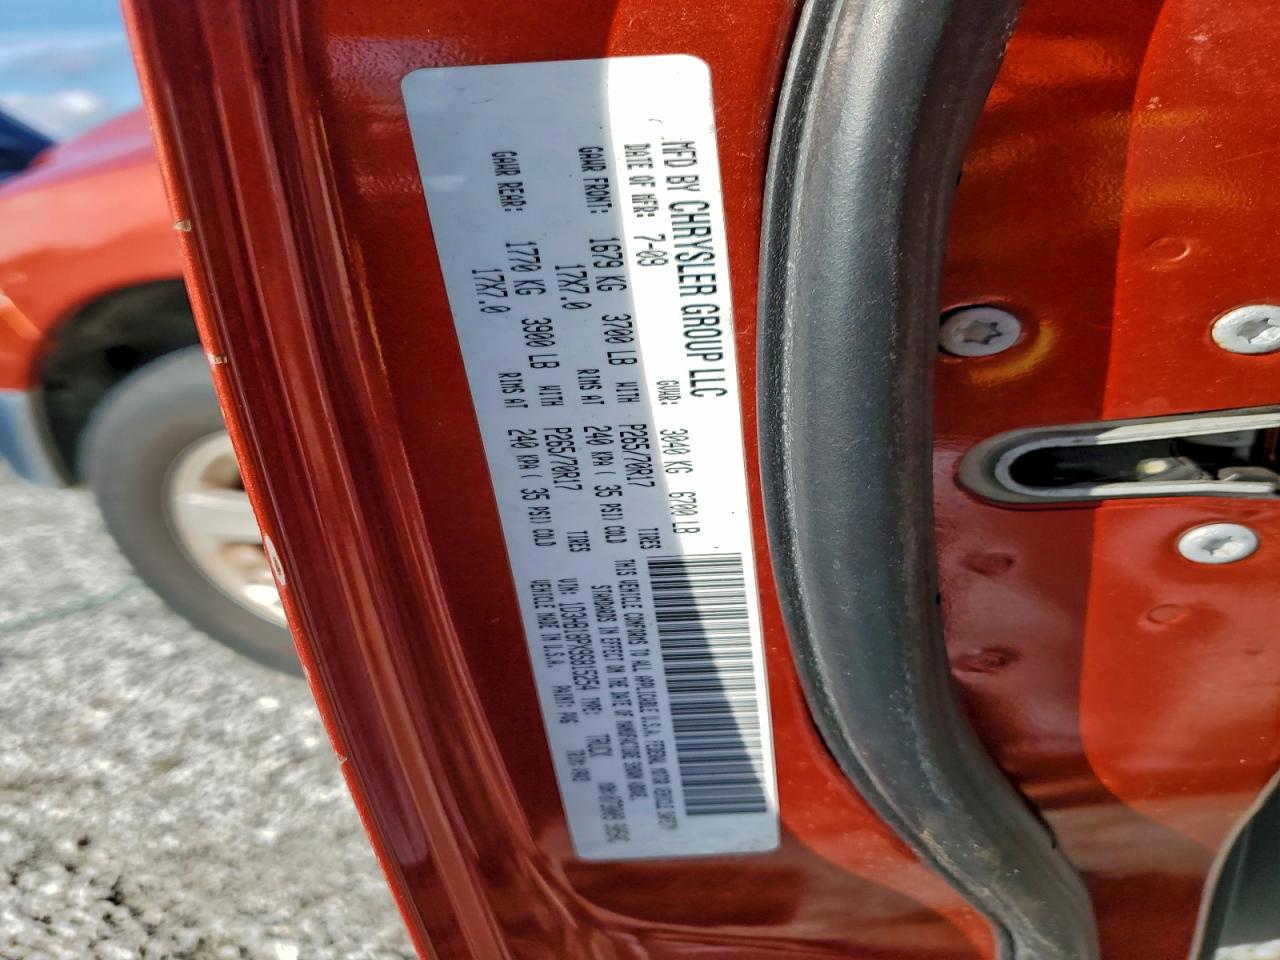 MFD BY CHRYSLER GROUP LLC
DATE OF MFR: 7-09 GVWR: 3040 KG 6700 LB
GAWR FRONT: 1679 KG 3700 LB WITH P265/70R17 TIRES
17X7.0 RIMS AT 240 KPA( 35 PSI) COLD
GAWR REAR: 1770 KG 3900 LB WITH P265/70R17 TIRES
17X7.0 RIMS AT 240 KPA( 35 PSI) COLD
THIS VEHICLE CONFORMS TO ALL APPLICABLE U.S.A. FEDERAL MOTOR VEHICLE SAFETY
STANDARDS IN EFFECT ON THE DATE OF MANUFACTURE SHOWN ABOVE.
VIN: 1D3HB18PX9S815254 TYPE: TRUCK
VEHICLE MADE IN U.S.A. PAINT: TRIM: